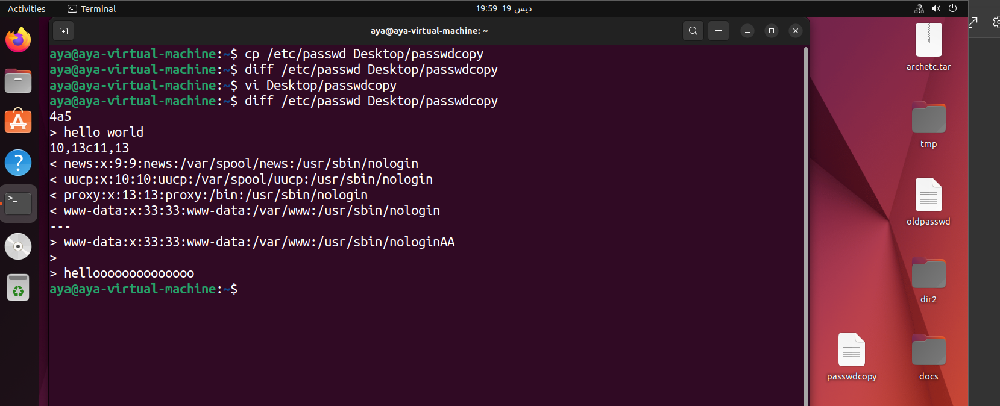 Activities
Terminal
19:59 19 ديس
aya@aya-virtual-machine: ~
aya@aya-virtual-machine:~$ cp /etc/passwd Desktop/passwdcopy
aya@aya-virtual-machine:~$ diff /etc/passwd Desktop/passwdcopy
aya@aya-virtual-machine:~$ vi Desktop/passwdcopy
aya@aya-virtual-machine:~$ diff /etc/passwd Desktop/passwdcopy
4a5
> hello world
10,13c11,13
< news:x:9:9:news:/var/spool/news:/usr/sbin/nologin
< uucp:x:10:10:uucp:/var/spool/uucp:/usr/sbin/nologin
< proxy:x:13:13:proxy:/bin:/usr/sbin/nologin
< www-data:x:33:33:www-data:/var/www:/usr/sbin/nologin
---
> www-data:x:33:33:www-data:/var/www:/usr/sbin/nologinAA
>
> helloooooooooooooo
aya@aya-virtual-machine:~$
archetc.tar
tmp
oldpasswd
dir2
passwdcopy
docs